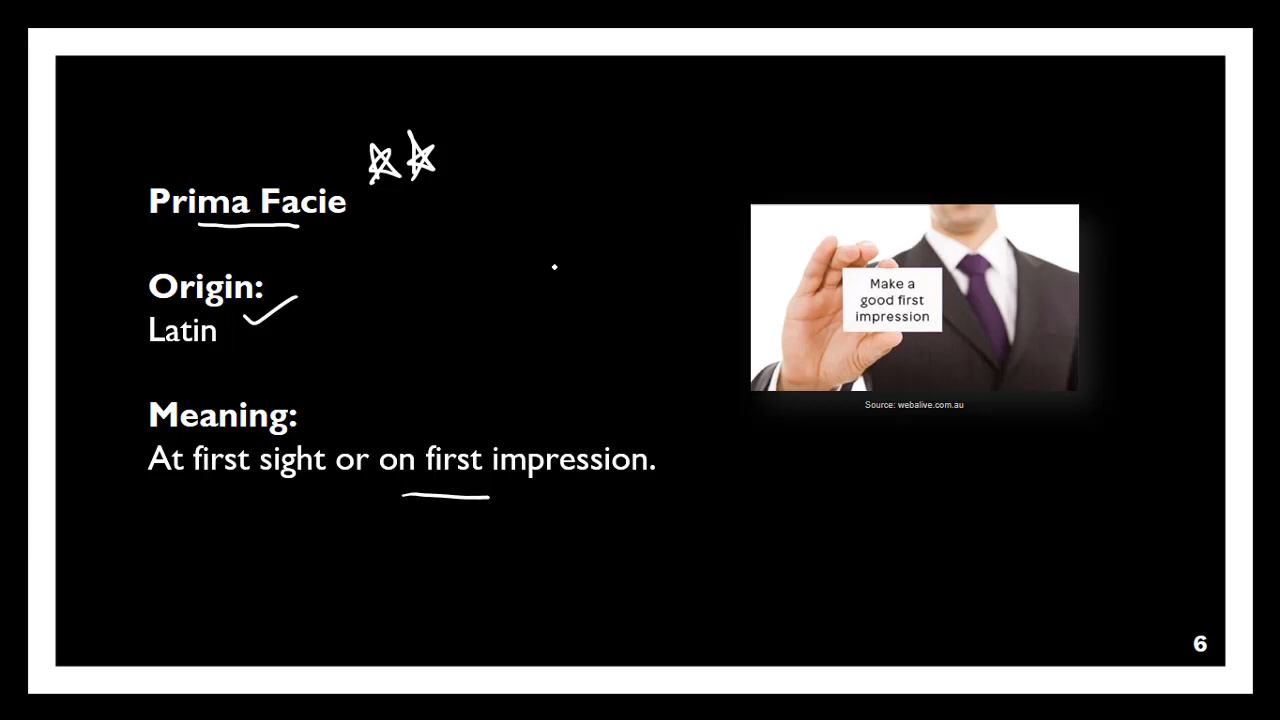 Prima Facie
Origin:
Latin
Meaning:
At first sight or on first impression.
Make a
good first
impression
Source: webalive.com.au
6